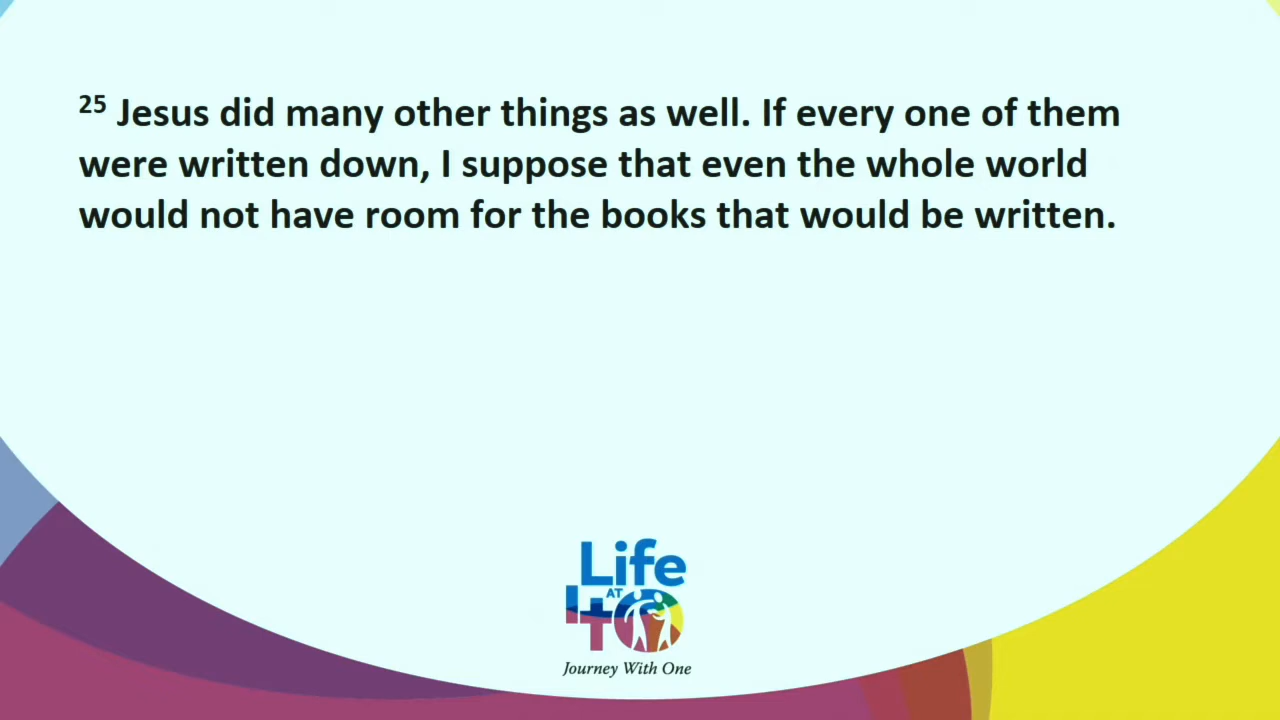 25 Jesus did many other things as well. If every one of them
were written down, I suppose that even the whole world
would not have room for the books that would be written.
Life
AT
Journey With One